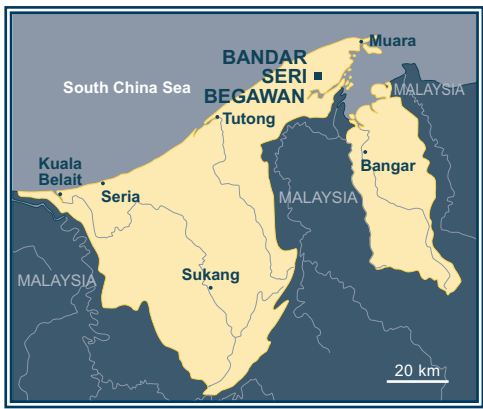 Muara
BANDAR
SERI
BEGAWAN
South China Sea
MALAYSIA
Tutong
Kuala
Belait
Bangar
Seria
MALAYSIA
MALAYSIA
Sukang
20 km